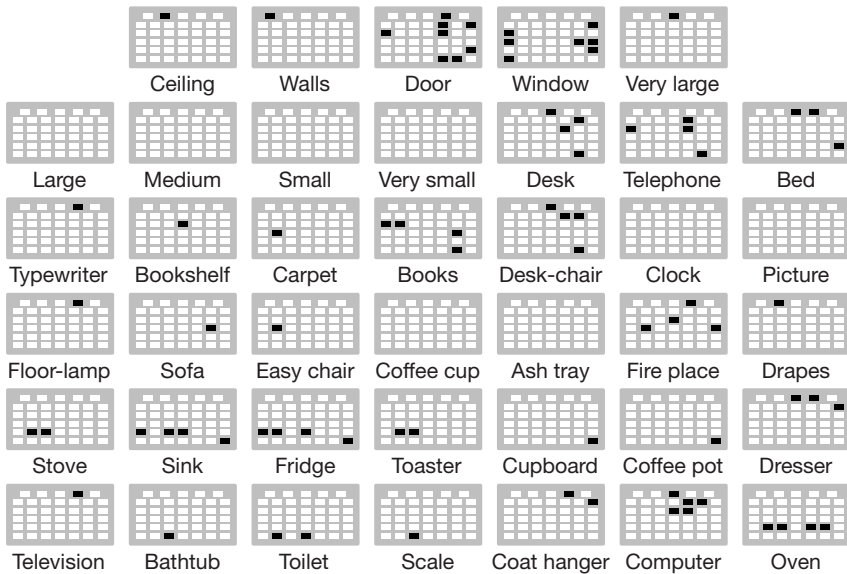 Ceiling Walls Door Window Very large
Large Medium Small Very small Desk Telephone Bed
Typewriter Bookshelf Carpet Books Desk-chair Clock Picture
Floor-lamp Sofa Easy chair Coffee cup Ash tray Fire place Drapes
Stove Sink Fridge Toaster Cupboard Coffee pot Dresser
Television Bathtub Toilet Scale Coat hanger Computer Oven